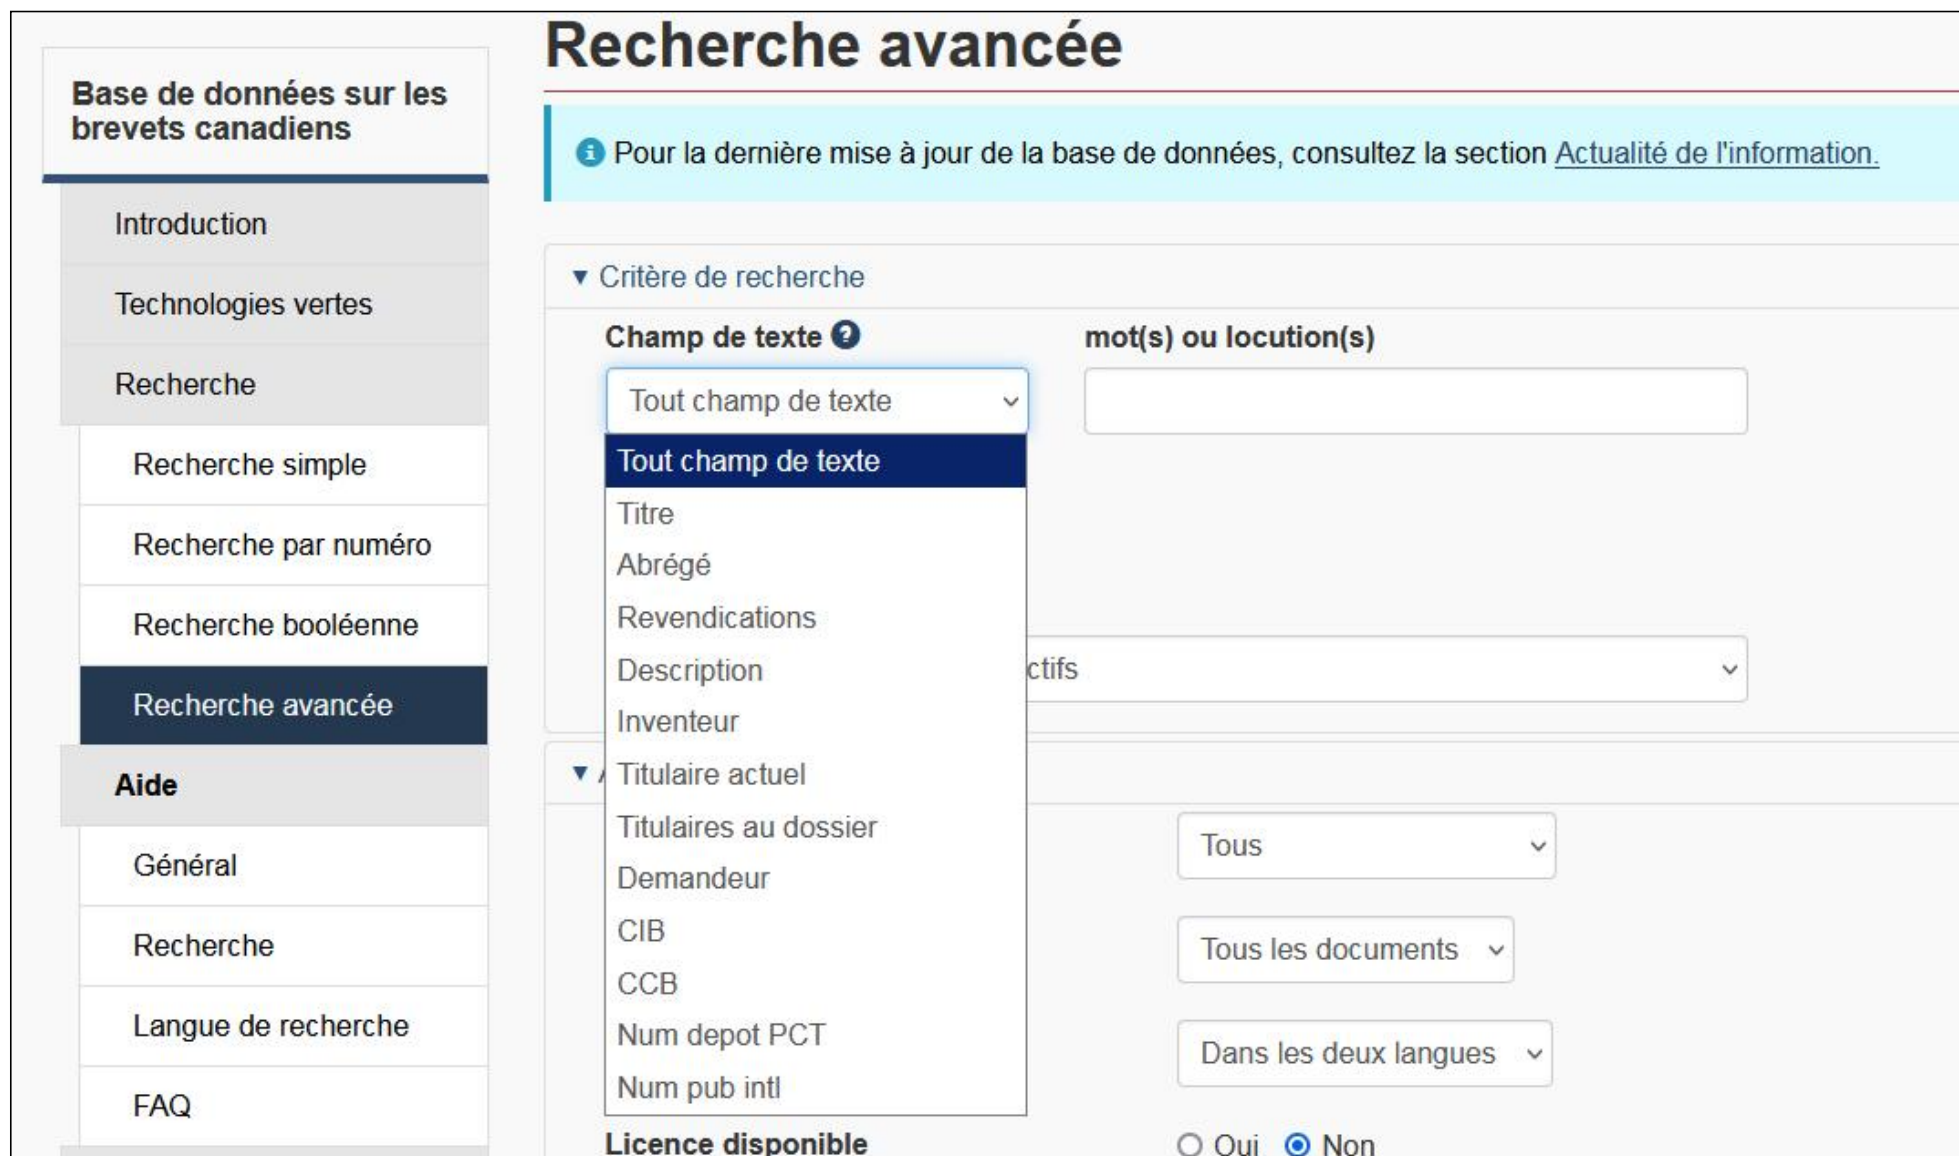 Base de données sur les
brevets canadiens
Introduction
Technologies vertes
Recherche
Recherche simple
Recherche par numéro
Recherche booléenne
Recherche avancée
Aide
Général
Recherche
Langue de recherche
FAQ
Recherche avancée
Pour la dernière mise à jour de la base de données, consultez la section Actualité de l'information.
▼ Critère de recherche
Champ de texte ? mot(s) ou locution(s)
Tout champ de texte
Tout champ de texte
Titre
Abrégé
Revendications
Description
ctifs
Inventeur
Titulaire actuel
Titulaires au dossier
Tous
Demandeur
CIB
Tous les documents
CCB
Num depot PCT
Dans les deux langues
Num pub intl
Licence disponible Oui Non